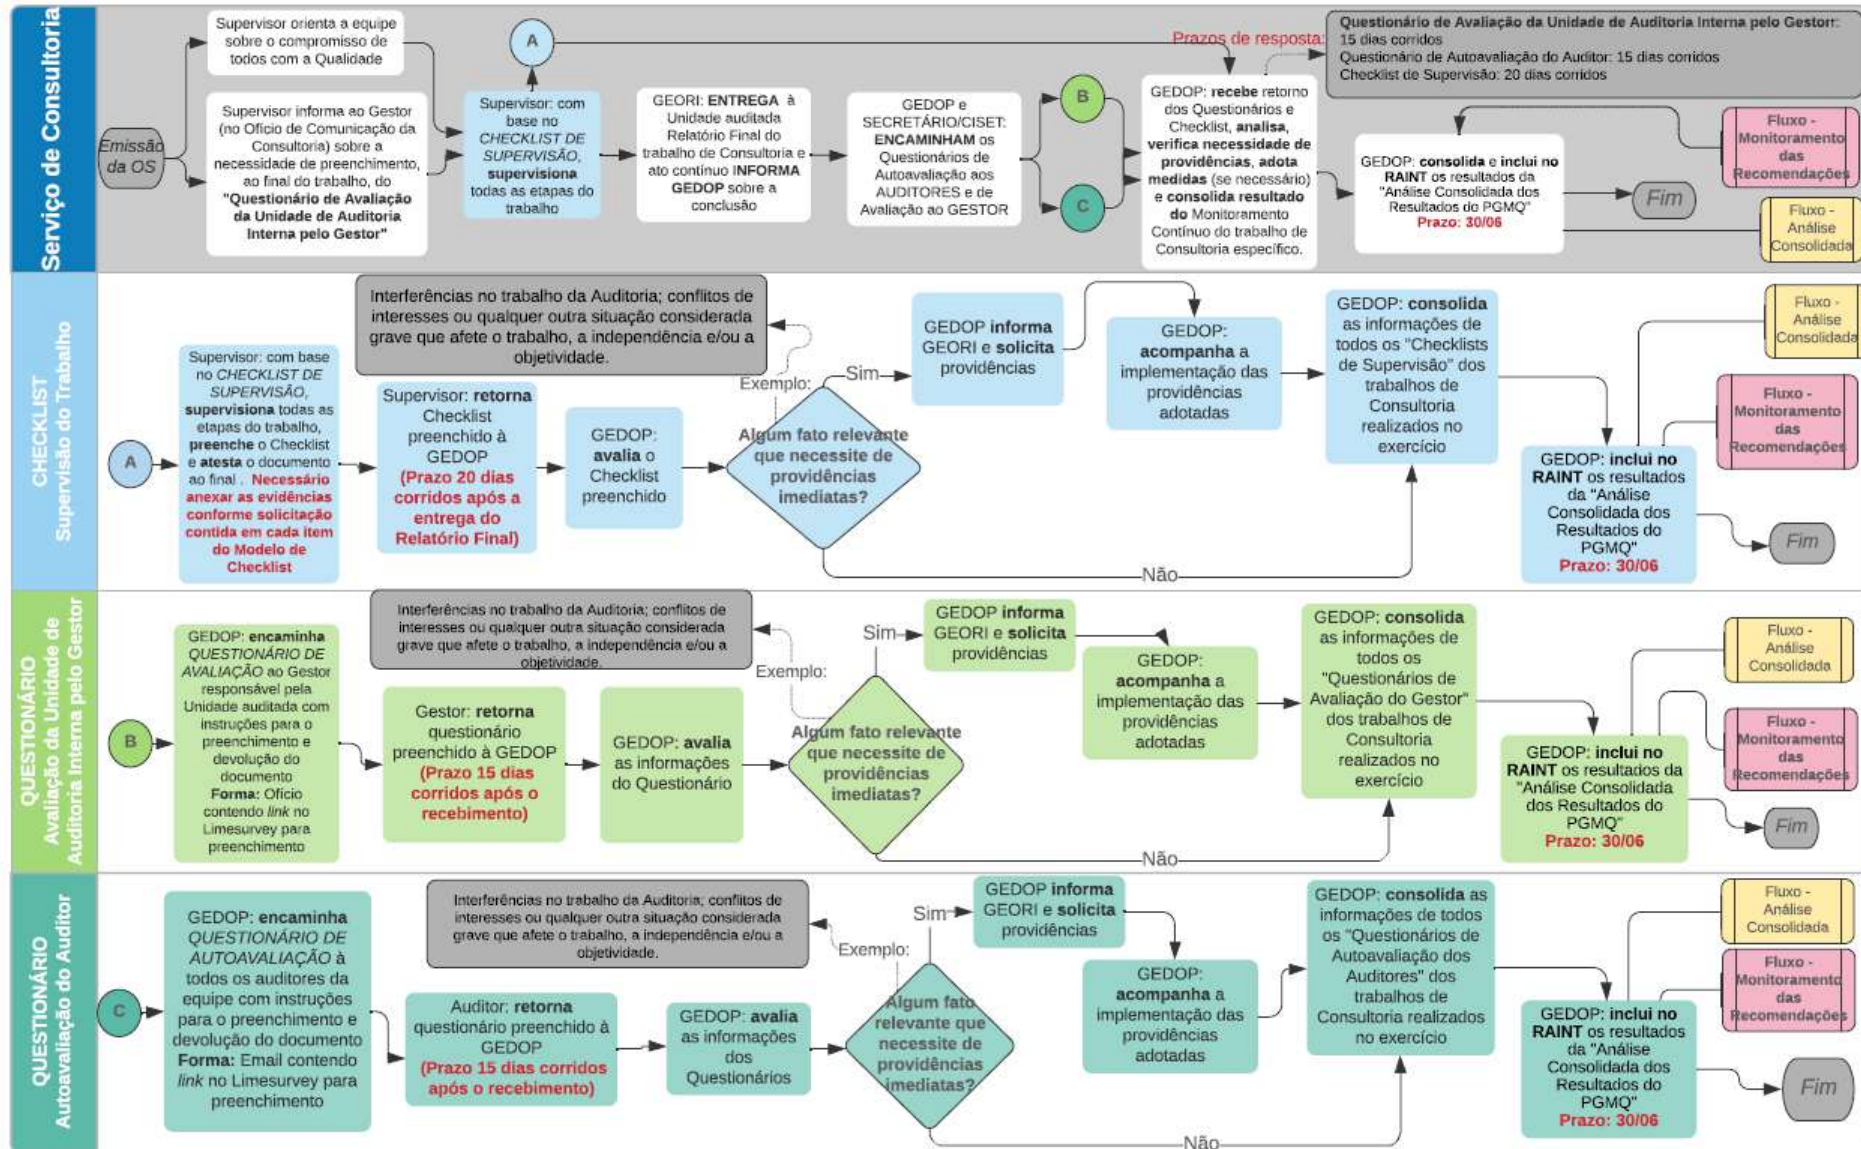 Serviço de Consultoria
Emissão
da OS
Supervisor orienta a equipe
sobre o compromisso de
todos com a Qualidade
Supervisor informa ao Gestor
(no Ofício de Comunicação da
Consultoria) sobre a
necessidade de preenchimento,
ao final do trabalho, do
"Questionário de Avaliação
da Unidade de Auditoria
Interna pelo Gestor"
A
Supervisor: com
base no
CHECKLIST DE
SUPERVISÃO,
supervisiona
todas as etapas do
trabalho
GEORI: ENTREGA à
Unidade auditada
Relatório Final do
trabalho de Consultoria e
ato contínuo INFORMA
GEDOP sobre a
conclusão
GEDOP e
SECRETÁRIO/CISET:
ENCAMINHAM os
Questionários de
Autoavaliação aos
AUDITORES e de
Avaliação ao GESTOR
B
C
Prazos de resposta:
Questionário de Avaliação da Unidade de Auditoria Interna pelo Gestor:
15 dias corridos
Questionário de Autoavaliação do Auditor: 15 dias corridos
Checklist de Supervisão: 20 dias corridos
GEDOP: recebe retorno
dos Questionários e
Checklist, analisa,
verifica necessidade de
providências, adota
medidas (se necessário)
e consolida resultado
do Monitoramento
Contínuo do trabalho de
Consultoria específico.
GEDOP: consolida e inclui no
RAINT os resultados da
"Análise Consolidada dos
Resultados do PGMQ"
Prazo: 30/06
Fim
Fluxo -
Monitoramento
das
Recomendações
Fluxo -
Análise
Consolidada
CHECKLIST
Supervisão do Trabalho
A
Supervisor: com base
no CHECKLIST DE
SUPERVISÃO,
supervisiona todas as
etapas do trabalho,
preenche o Checklist
e atesta o documento
ao final . Necessário
anexar as evidências
conforme solicitação
contida em cada item
do Modelo de
Checklist
Interferências no trabalho da Auditoria; conflitos de
interesses ou qualquer outra situação considerada
grave que afete o trabalho, a independência e/ou a
objetividade.
Supervisor: retorna
Checklist
preenchido à
GEDOP
(Prazo 20 dias
corridos após a
entrega do
Relatório Final)
GEDOP:
avalia o
Checklist
preenchido
Exemplo:
Algum fato relevante
que necessite de
providências
imediatas?
Sim
Não
GEDOP informa
GEORI e solicita
providências
GEDOP:
acompanha a
implementação das
providências
adotadas
GEDOP: consolida
as informações de
todos os "Checklists
de Supervisão" dos
trabalhos de
Consultoria
realizados no
exercício
GEDOP: inclui no
RAINT os resultados
da "Análise
Consolidada dos
Resultados do
PGMQ"
Prazo: 30/06
Fluxo -
Análise
Consolidada
Fluxo -
Monitoramento
das
Recomendações
Fim
QUESTIONÁRIO
Avaliação da Unidade de
Auditoria Interna pelo Gestor
B
GEDOP: encaminha
QUESTIONÁRIO DE
AVALIAÇÃO ao Gestor
responsável pela
Unidade auditada com
instruções para o
preenchimento e
devolução do
documento
Forma: Ofício
contendo link no
Limesurvey para
preenchimento
Interferências no trabalho da Auditoria; conflitos de
interesses ou qualquer outra situação considerada
grave que afete o trabalho, a independência e/ou a
objetividade.
Gestor: retorna
questionário
preenchido à GEDOP
(Prazo 15 dias
corridos após o
recebimento)
GEDOP: avalia
as informações
do Questionário
Exemplo:
Algum fato relevante
que necessite de
providências
imediatas?
Sim
Não
GEDOP informa
GEORI e solicita
providências
GEDOP:
acompanha a
implementação das
providências
adotadas
GEDOP: consolida
as informações de
todos os
"Questionários de
Avaliação do Gestor"
dos trabalhos de
Consultoria
realizados no
exercício
GEDOP: inclui no
RAINT os resultados da
"Análise Consolidada
dos Resultados do
PGMQ"
Prazo: 30/06
Fluxo -
Análise
Consolidada
Fluxo -
Monitoramento
das
Recomendações
Fim
QUESTIONÁRIO
Autoavaliação do Auditor
C
GEDOP: encaminha
QUESTIONÁRIO DE
AUTOAVALIAÇÃO à
todos os auditores da
equipe com instruções
para o preenchimento e
devolução do documento
Forma: Email contendo
link no Limesurvey para
preenchimento
Interferências no trabalho da Auditoria; conflitos de
interesses ou qualquer outra situação considerada
grave que afete o trabalho, a independência e/ou a
objetividade.
Auditor: retorna
questionário preenchido à
GEDOP
(Prazo 15 dias corridos
após o recebimento)
GEDOP: avalia
as informações
dos
Questionários
Exemplo:
Algum fato
relevante que
necessite de
providências
imediatas?
Sim
Não
GEDOP informa
GEORI e solicita
providências
GEDOP:
acompanha a
implementação das
providências
adotadas
GEDOP: consolida as
informações de todos
os "Questionários de
Autoavaliação dos
Auditores" dos
trabalhos de
Consultoria realizados
no exercício
GEDOP: inclui no
RAINT os resultados
da "Análise
Consolidada dos
Resultados do
PGMQ"
Prazo: 30/06
Fluxo -
Análise
Consolidada
Fluxo -
Monitoramento
das
Recomendações
Fim